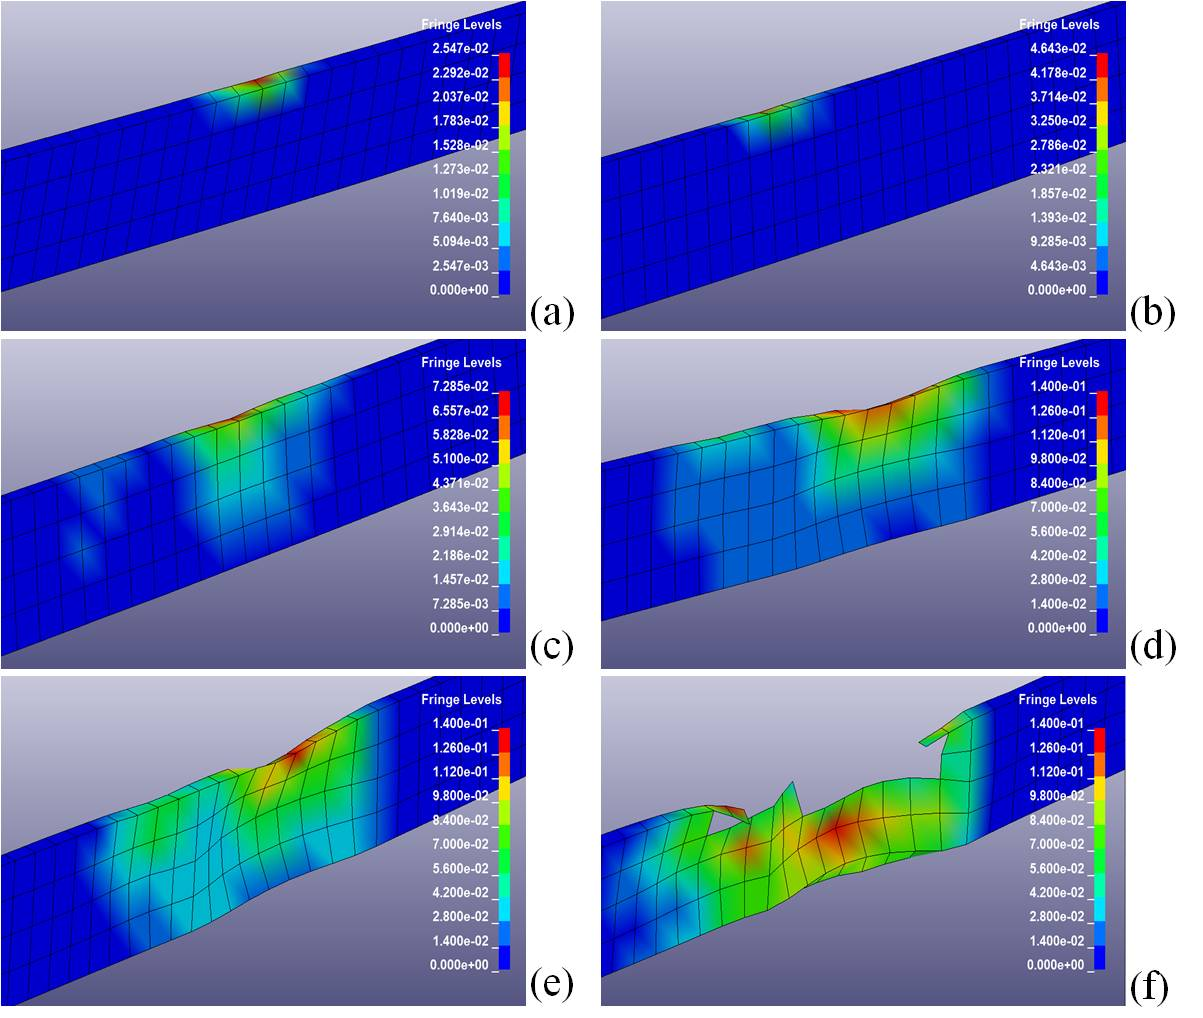 Fringe Levels
2.547e-02
2.292e-02
2.037e-02
1.783e-02
1.528e-02
1.273e-02
1.019e-02
7.640e-03
5.094e-03
2.547e-03
0.000e+00
(a)
Fringe Levels
4.643e-02
4.178e-02
3.714e-02
3.250e-02
2.786e-02
2.321e-02
1.857e-02
1.393e-02
9.285e-03
4.643e-03
0.000e+00
(b)
Fringe Levels
7.285e-02
6.557e-02
5.828e-02
5.100e-02
4.371e-02
3.643e-02
2.914e-02
2.186e-02
1.457e-02
7.285e-03
0.000e+00
(c)
Fringe Levels
1.400e-01
1.260e-01
1.120e-01
9.800e-02
8.400e-02
7.000e-02
5.600e-02
4.200e-02
2.800e-02
1.400e-02
0.000e+00
(d)
Fringe Levels
1.400e-01
1.260e-01
1.120e-01
9.800e-02
8.400e-02
7.000e-02
5.600e-02
4.200e-02
2.800e-02
1.400e-02
0.000e+00
(e)
Fringe Levels
1.400e-01
1.260e-01
1.120e-01
9.800e-02
8.400e-02
7.000e-02
5.600e-02
4.200e-02
2.800e-02
1.400e-02
0.000e+00
(f)